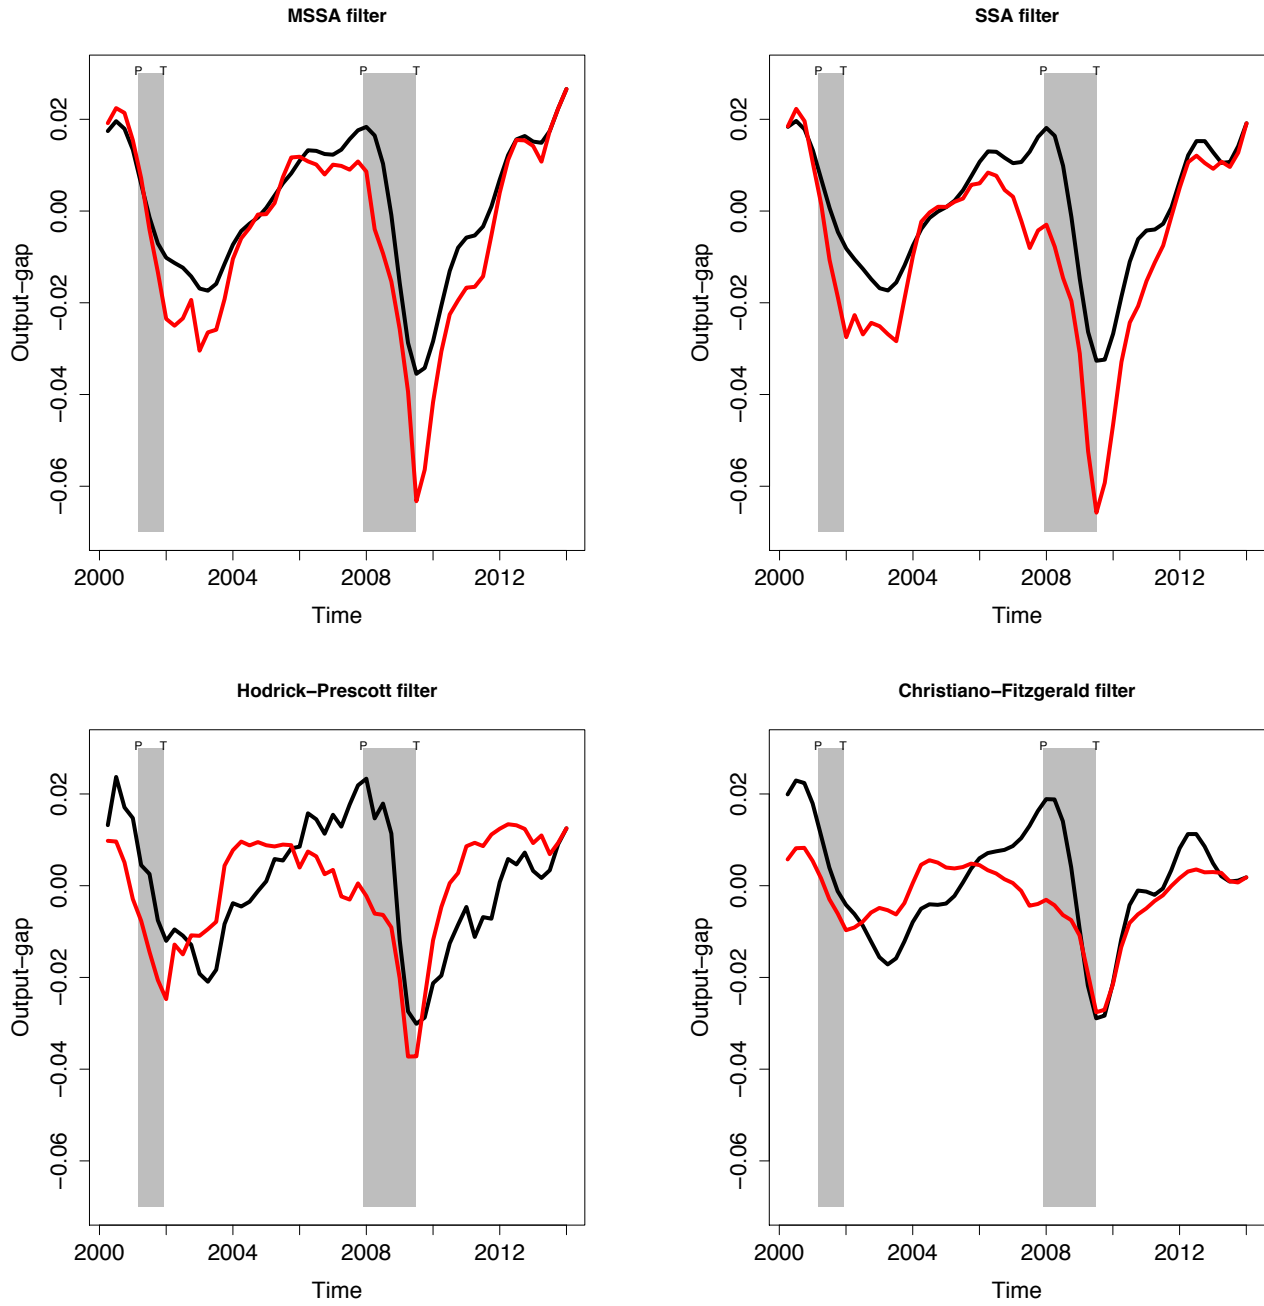 MSSA filter
P T P T
Output−gap
0.02
0.00
−0.02
−0.04
−0.06
2000 2004 2008 2012
Time
SSA filter
P T P T
Output−gap
0.02
0.00
−0.02
−0.04
−0.06
2000 2004 2008 2012
Time
Hodrick−Prescott filter
P T P T
Output−gap
0.02
0.00
−0.02
−0.04
−0.06
2000 2004 2008 2012
Time
Christiano−Fitzgerald filter
P T P T
Output−gap
0.02
0.00
−0.02
−0.04
−0.06
2000 2004 2008 2012
Time